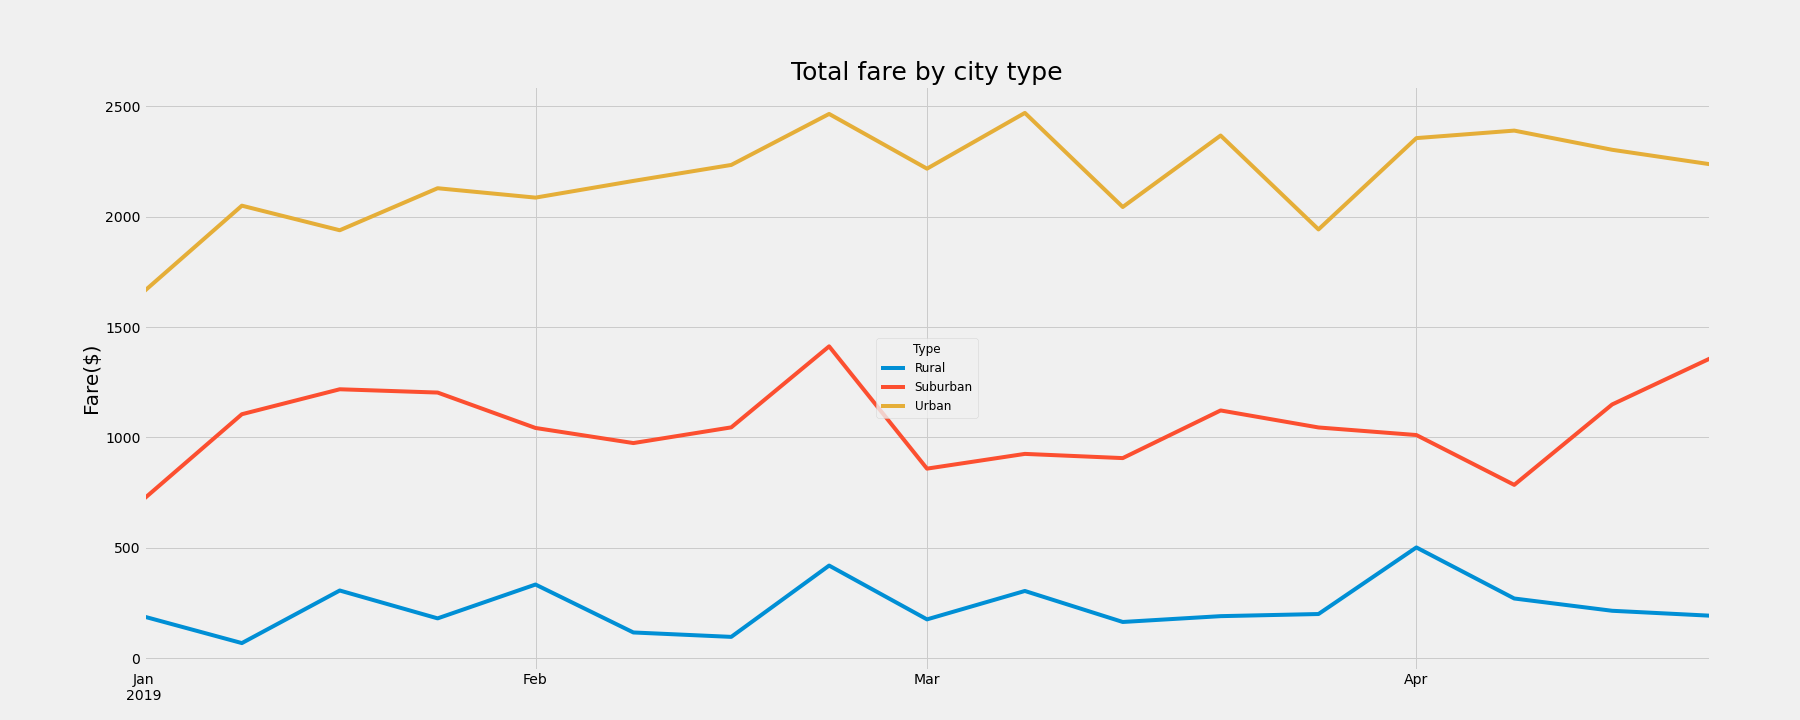 Total fare by city type
Fare($)
2500
2000
1500
1000
500
0
Type
Rural
Suburban
Urban
Jan Feb Mar Apr
2019